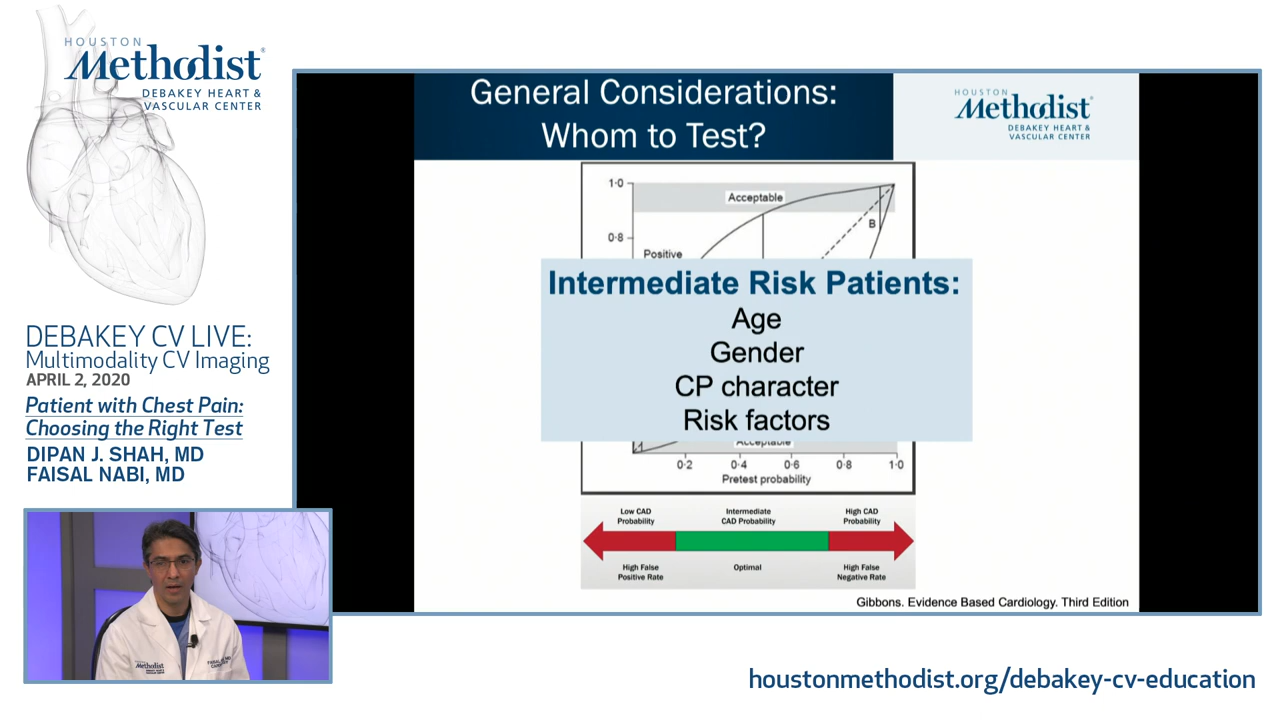 HOUSTON
Methodist
DEBAKEY HEART &
VASCULAR CENTER
DEBAKEY CV LIVE:
Multimodality CV Imaging
APRIL 2, 2020
Patient with Chest Pain:
Choosing the Right Test
DIPAN J. SHAH, MD
FAISAL NABI, MD
General Considerations:
Whom to Test?
HOUSTON
Methodist
DEBAKEY HEART &
VASCULAR CENTER
1·0
Acceptable
B
0·8
Positive
Intermediate Risk Patients:
Age
Gender
CP character
Risk factors
Acceptable
0·2 0·4 0·6 0·8 1·0
Pretest probability
Low CAD
Probability
Intermediate
CAD Probability
High CAD
Probability
High False
Positive Rate
Optimal
High False
Negative Rate
Gibbons. Evidence Based Cardiology. Third Edition
Methodist
houstonmethodist.org/debakey-cv-education